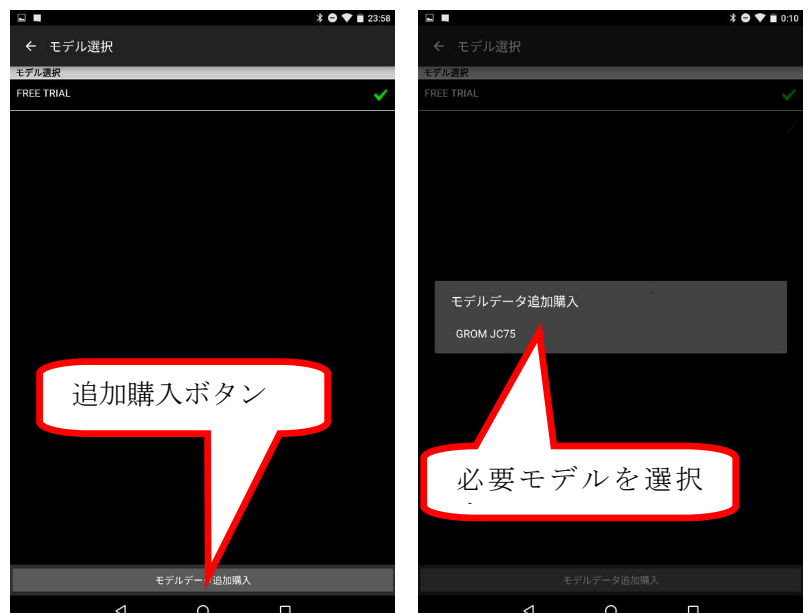 23:58
モデル選択
モデル選択
FREE TRIAL
追加購入ボタン
モデルデータ追加購入
0:10
モデル選択
モデル選択
FREE TRIAL
モデルデータ追加購入
GROM JC75
必要モデルを選択
モデルデータ追加購入